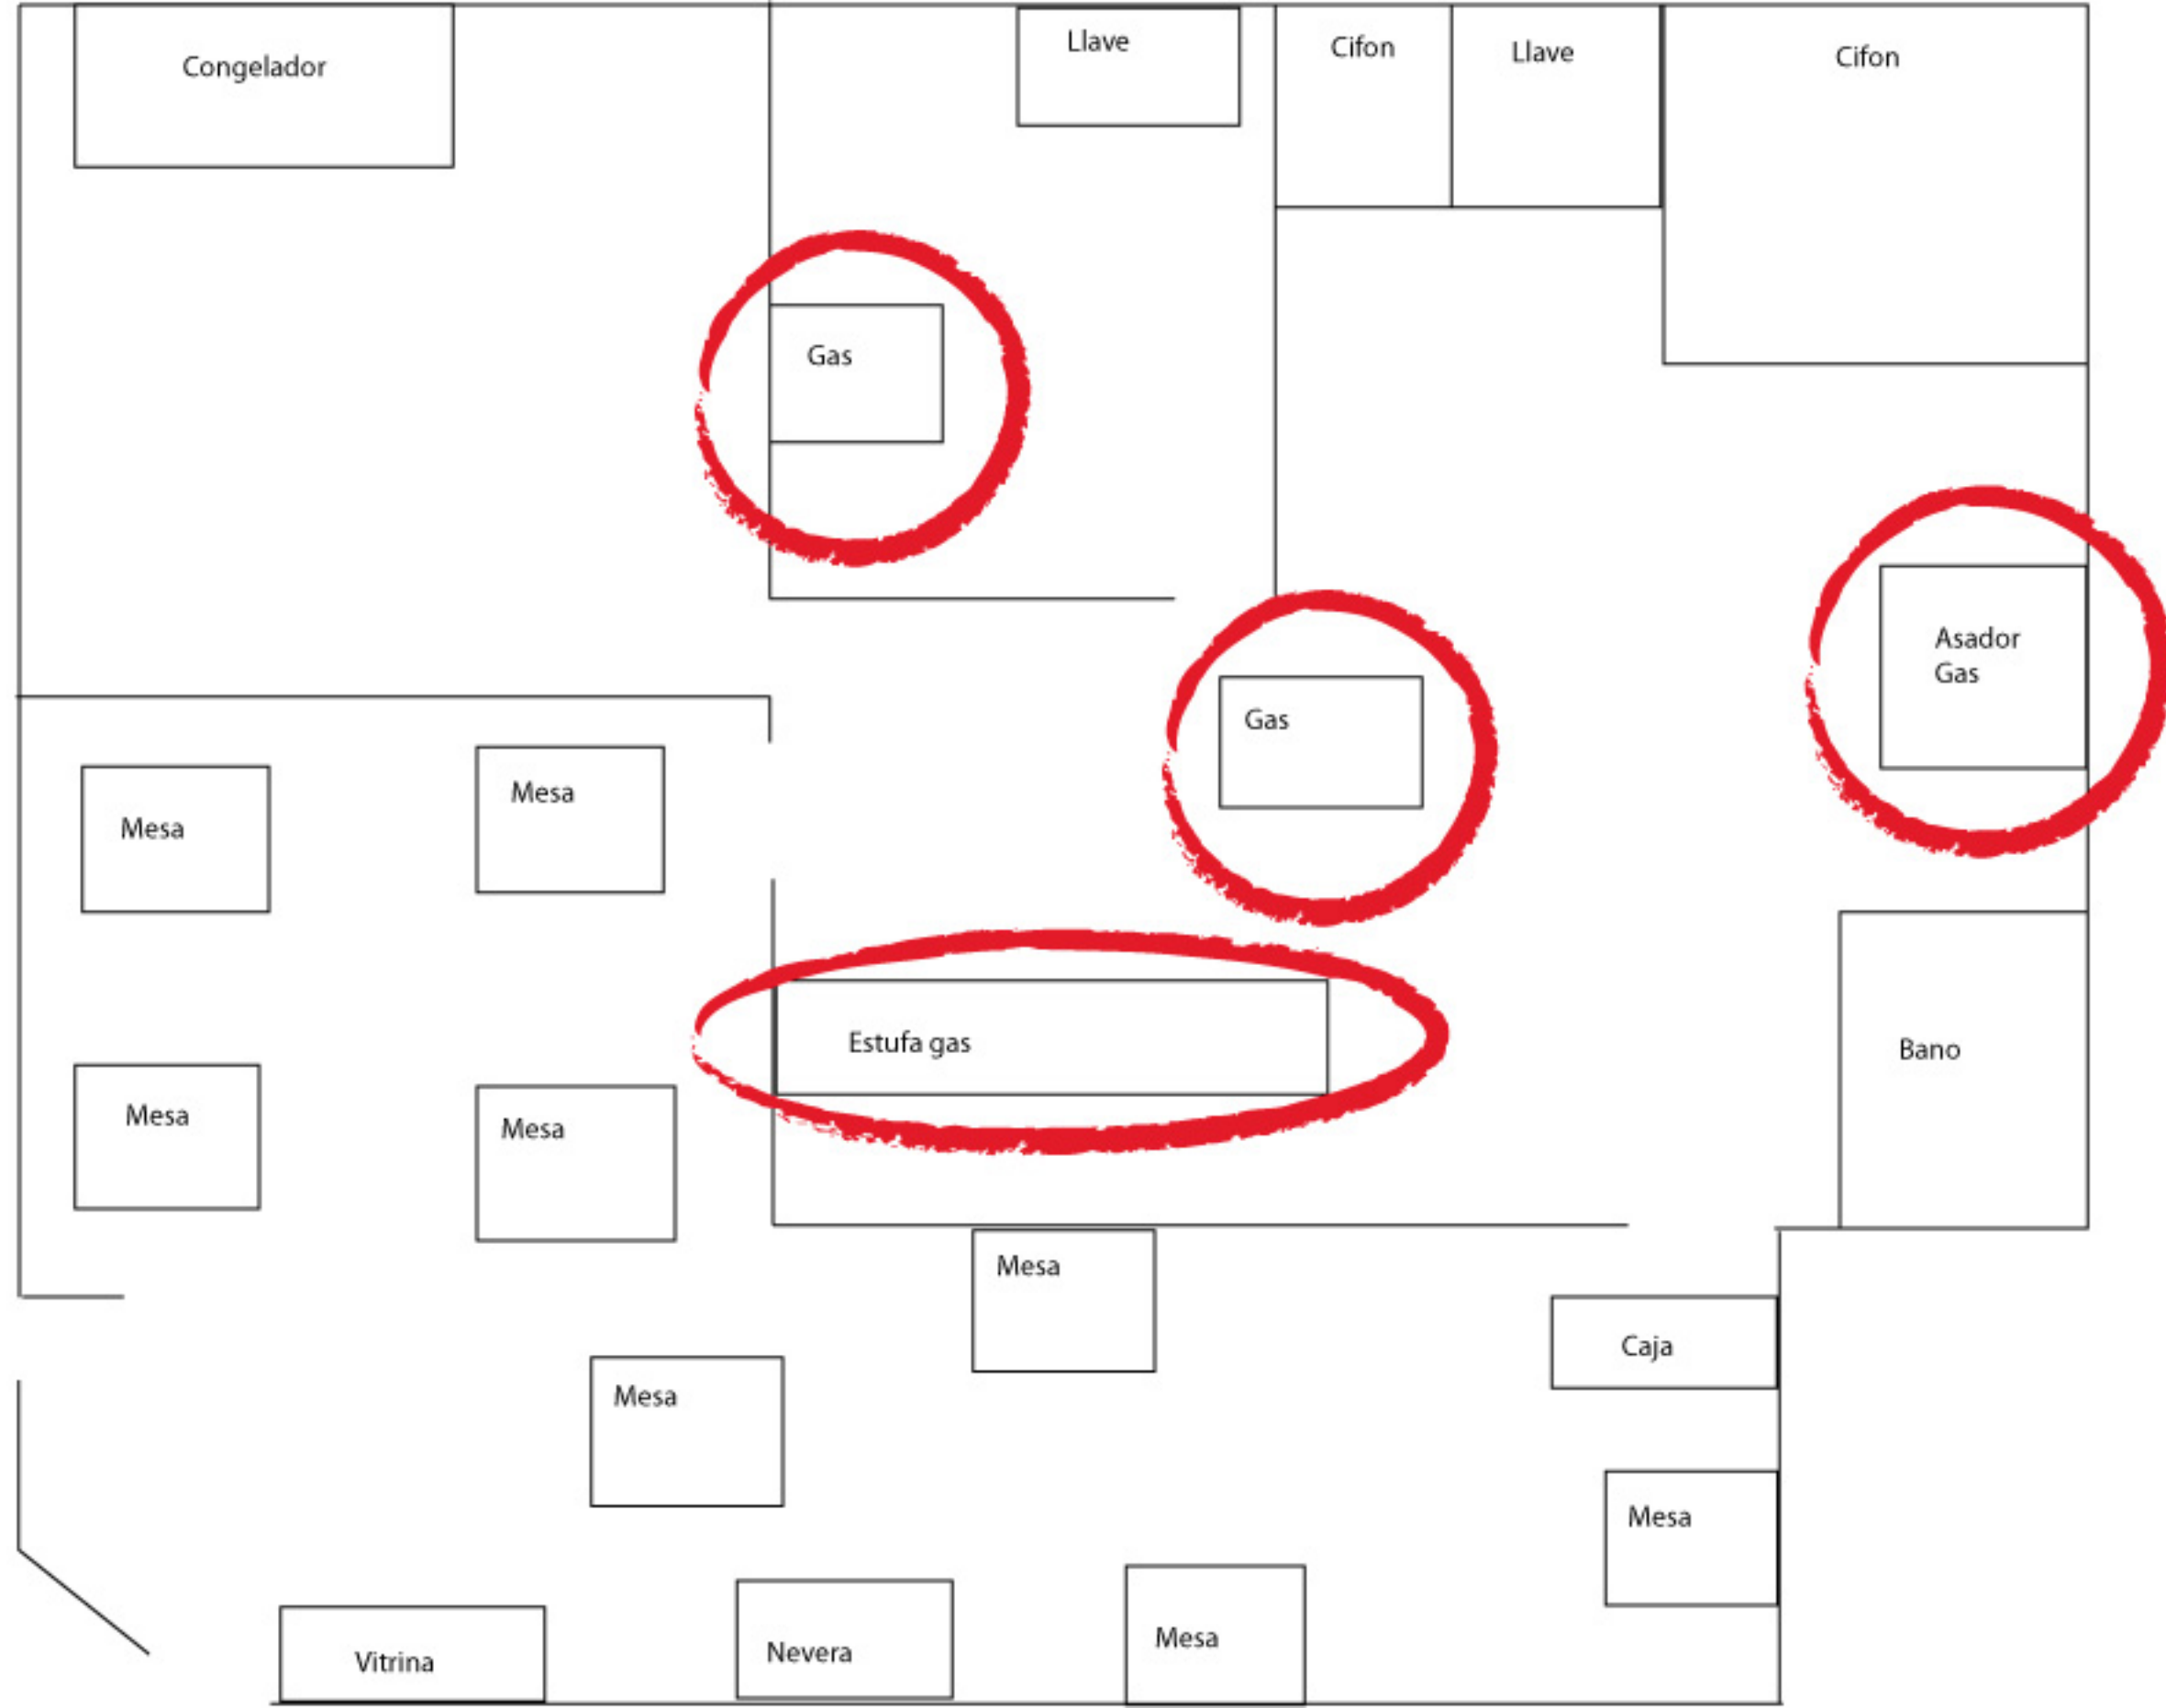 Congelador
Llave
Cifon
Llave
Cifon
Gas
Asador
Gas
Gas
Mesa
Mesa
Estufa gas
Bano
Mesa
Mesa
Mesa
Caja
Mesa
Mesa
Vitrina
Nevera
Mesa